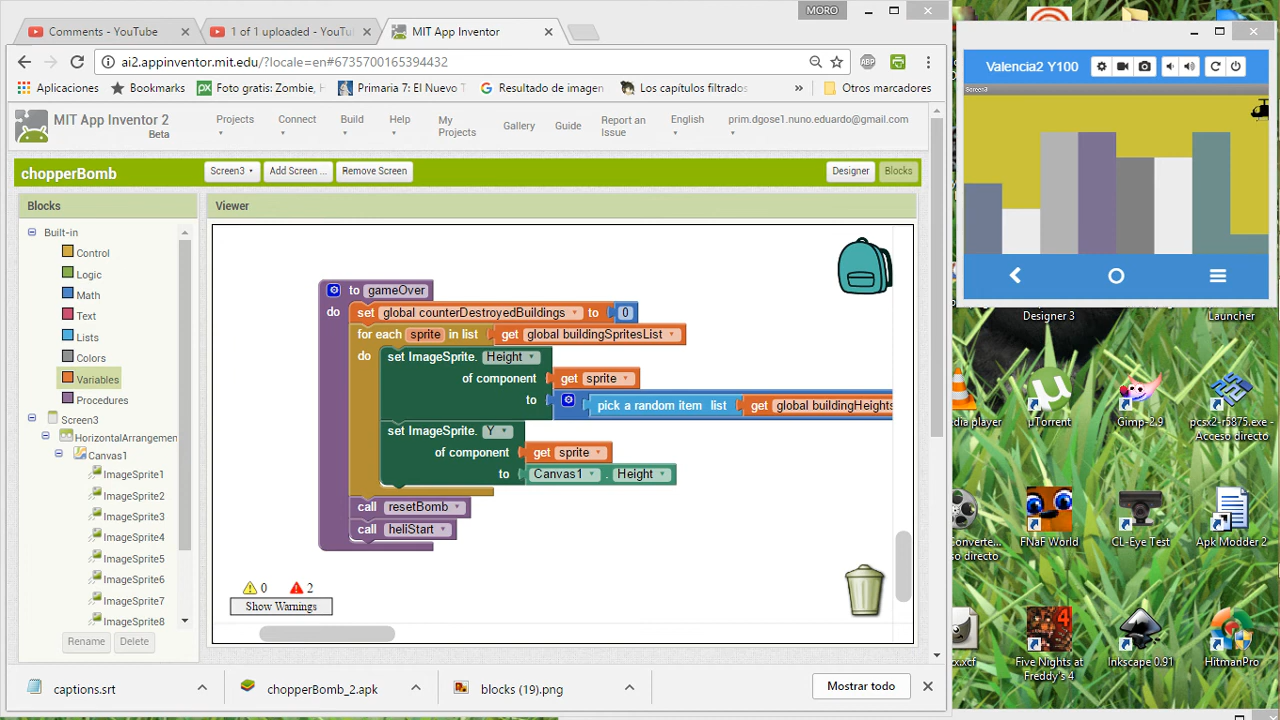 MORO
Comments - YouTube
1 of 1 uploaded - YouTu
MIT App Inventor
ai2.appinventor.mit.edu/?locale=en#6735700165394432
Aplicaciones
Bookmarks
Foto gratis: Zombie,
Primaria 7: El Nuevo T
Resultado de imagen
Los capítulos filtrados
»
Otros marcadores
MIT App Inventor 2
Beta
Connect
Build
Help
My Projects
Gallery
Guide
Report an Issue
English
prim.dgose1.nuno.eduardo@gmail.com
chopperBomb
Screen3
Add Screen ...
Remove Screen
Designer
Blocks
Blocks
Viewer
Built-in
Control
Logic
Math
Text
Lists
Colors
Variables
Procedures
Screen3
HorizontalArrangemen
Canvas1
ImageSprite1
ImageSprite2
ImageSprite3
ImageSprite4
ImageSprite5
ImageSprite6
ImageSprite7
ImageSprite8
Rename
Delete
to gameOver
do set global counterDestroyedBuildings to 0
for each sprite in list get global buildingSpritesList
do set ImageSprite. Height
of component get sprite
to pick a random item list get global buildingHeights
set ImageSprite. Y
of component get sprite
to Canvas1 . Height
call resetBomb
call heliStart
0 2
Show Warnings
captions.srt
chopperBomb_2.apk
blocks (19).png
Mostrar todo
Valencia2 Y100
ABP
Screen3
Designer 3
Launcher
edia player
µTorrent
Gimp-2.9
pcsx2-r5875.exe - Acceso directo
Converte...
so directo
FNaF World
CL-Eye Test
Apk Modder 2
x.xcf
Five Nights at Freddy's 4
Inkscape 0.91
HitmanPro